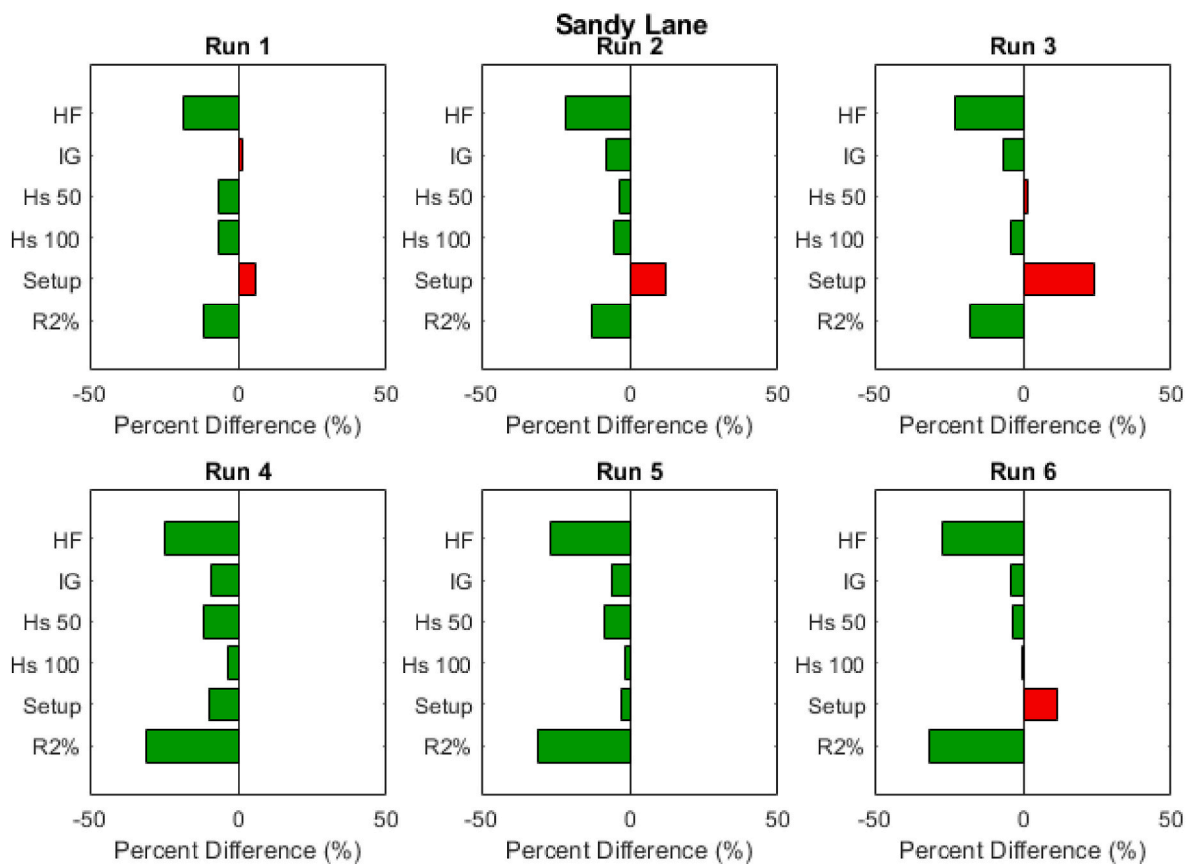 Sandy Lane
Run 1
HF
IG
Hs 50
Hs 100
Setup
R2%
-50 0 50
Percent Difference (%)
Run 2
HF
IG
Hs 50
Hs 100
Setup
R2%
-50 0 50
Percent Difference (%)
Run 3
HF
IG
Hs 50
Hs 100
Setup
R2%
-50 0 50
Percent Difference (%)
Run 4
HF
IG
Hs 50
Hs 100
Setup
R2%
-50 0 50
Percent Difference (%)
Run 5
HF
IG
Hs 50
Hs 100
Setup
R2%
-50 0 50
Percent Difference (%)
Run 6
HF
IG
Hs 50
Hs 100
Setup
R2%
-50 0 50
Percent Difference (%)